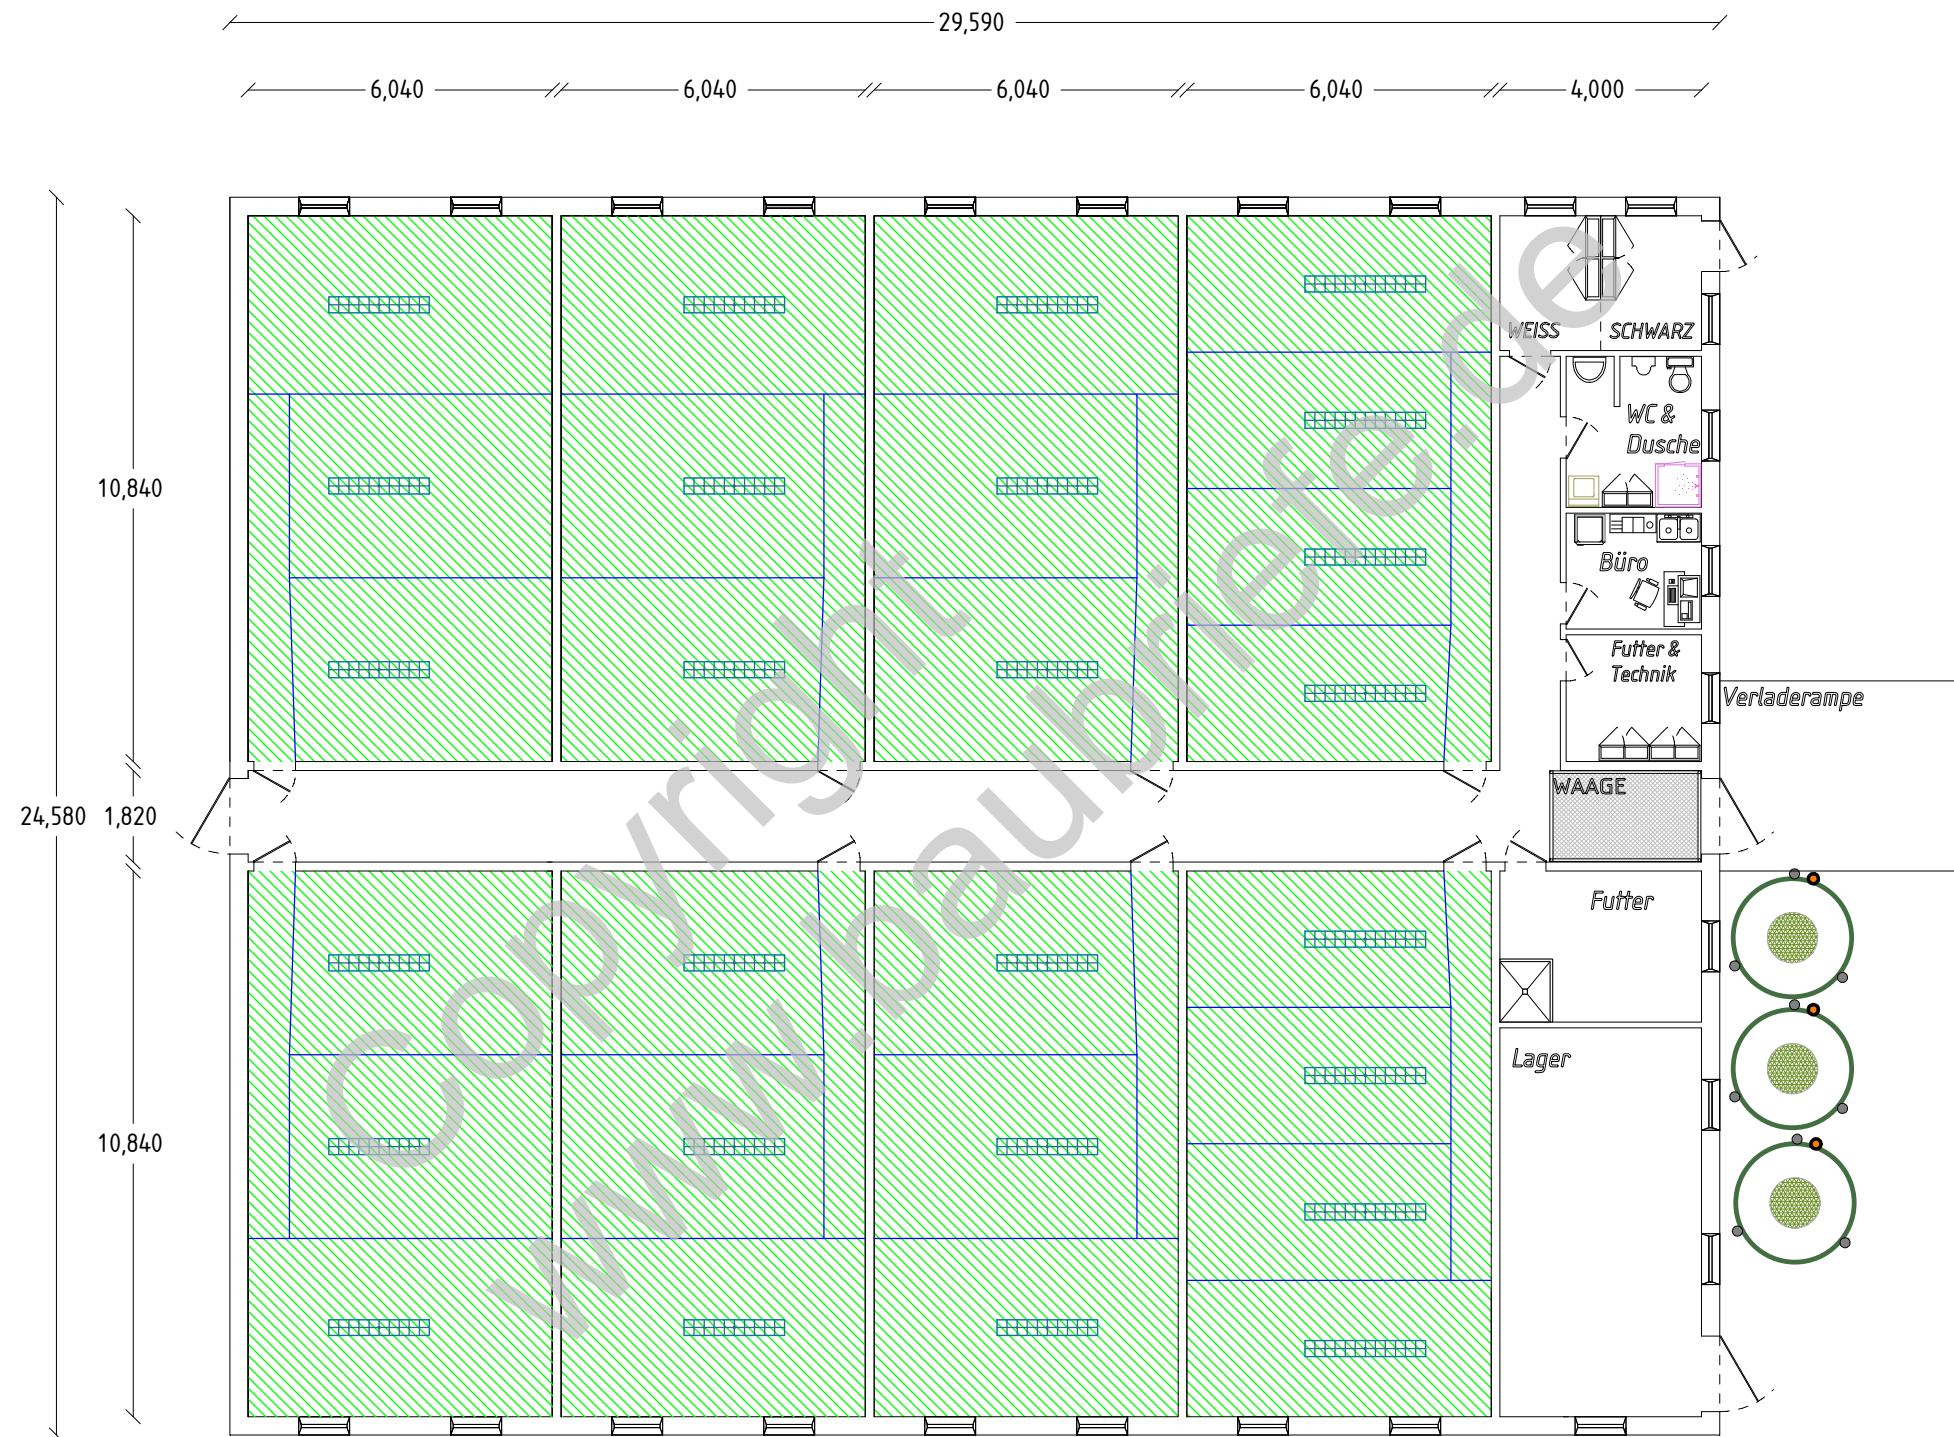 29,590
6,040
6,040
6,040
6,040
4,000
WEISS
SCHWARZ
WC &
Dusche
10,840
Büro
Futter &
Technik
Verladerampe
WAAGE
24,580
1,820
Futter
Lager
10,840
Copyright
www.baubriefe.de